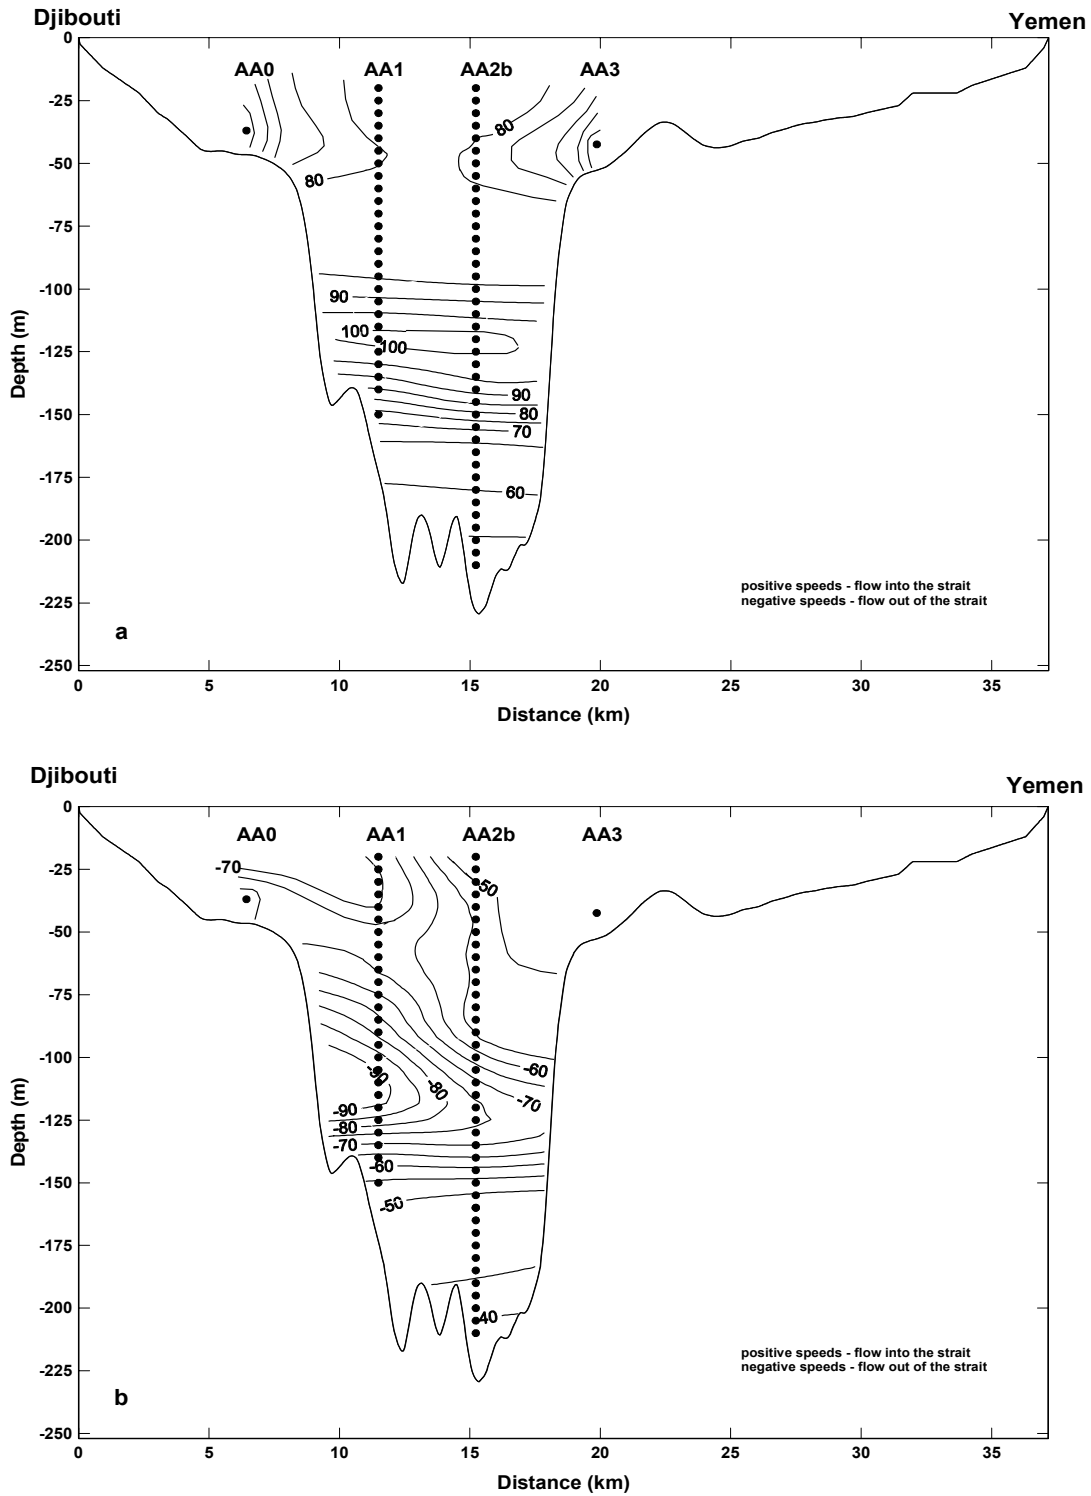 Djibouti Yemen
0
AA0 AA1 AA2b AA3
-25
80
-50
80
-75
-100
90
100
100
-125
90
80
-150
70
-175
60
-200
positive speeds - flow into the strait
negative speeds - flow out of the strait
-225
a
-250
0 5 10 15 20 25 30 35
Depth (m)
Distance (km)
Djibouti Yemen
0
AA0 AA1 AA2b AA3
-70
-25
50
-50
-75
-100
-60
-90
-80
-70
-90
-80
-125
-70
-60
-150
-50
-175
-200
40
positive speeds - flow into the strait
negative speeds - flow out of the strait
-225
b
-250
0 5 10 15 20 25 30 35
Depth (m)
Distance (km)